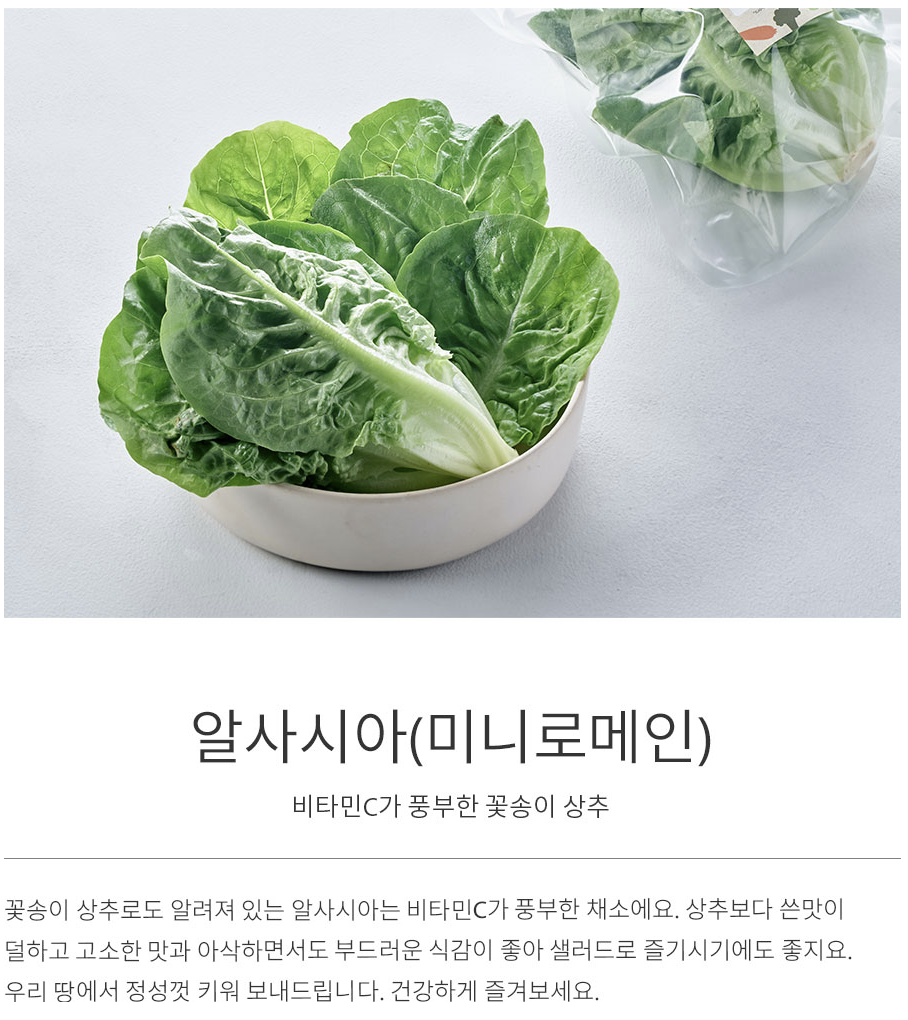 알사시아(미니로메인)
비타민C가 풍부한 꽃송이 상추
꽃송이 상추로도 알려져 있는 알사시아는 비타민C가 풍부한 채소에요. 상추보다 쓴맛이
덜하고 고소한 맛과 아삭하면서도 부드러운 식감이 좋아 샐러드로 즐기시기에도 좋지요.
우리 땅에서 정성껏 키워 보내드립니다. 건강하게 즐겨보세요.